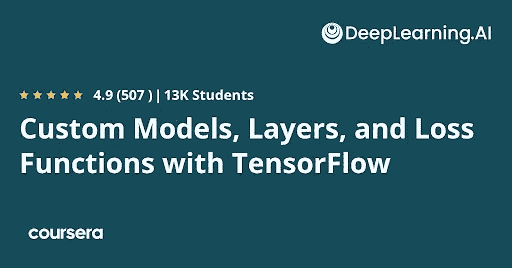 DeepLearning.AI
4.9 (507 ) | 13K Students
Custom Models, Layers, and Loss
Functions with TensorFlow
coursera